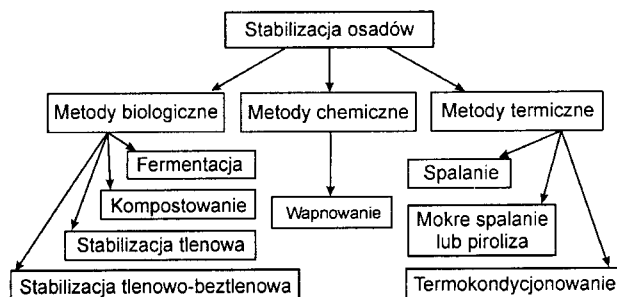 Stabilizacja osadów
Metody biologiczne
Metody chemiczne
Metody termiczne
Fermentacja
Kompostowanie
Stabilizacja tlenowa
Stabilizacja tlenowo-beztlenowa
Wapnowanie
Spalanie
Mokre spalanie
lub piroliza
Termokondycjonowanie